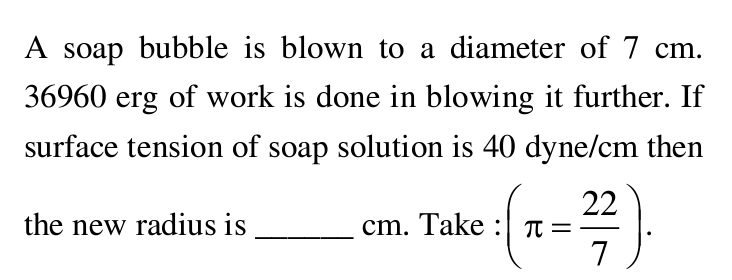 A soap bubble is blown to a diameter of 7 cm.
36960 erg of work is done in blowing it further. If
surface tension of soap solution is 40 dyne/cm then
the new radius is ______ cm. Take : (π = 22/7).